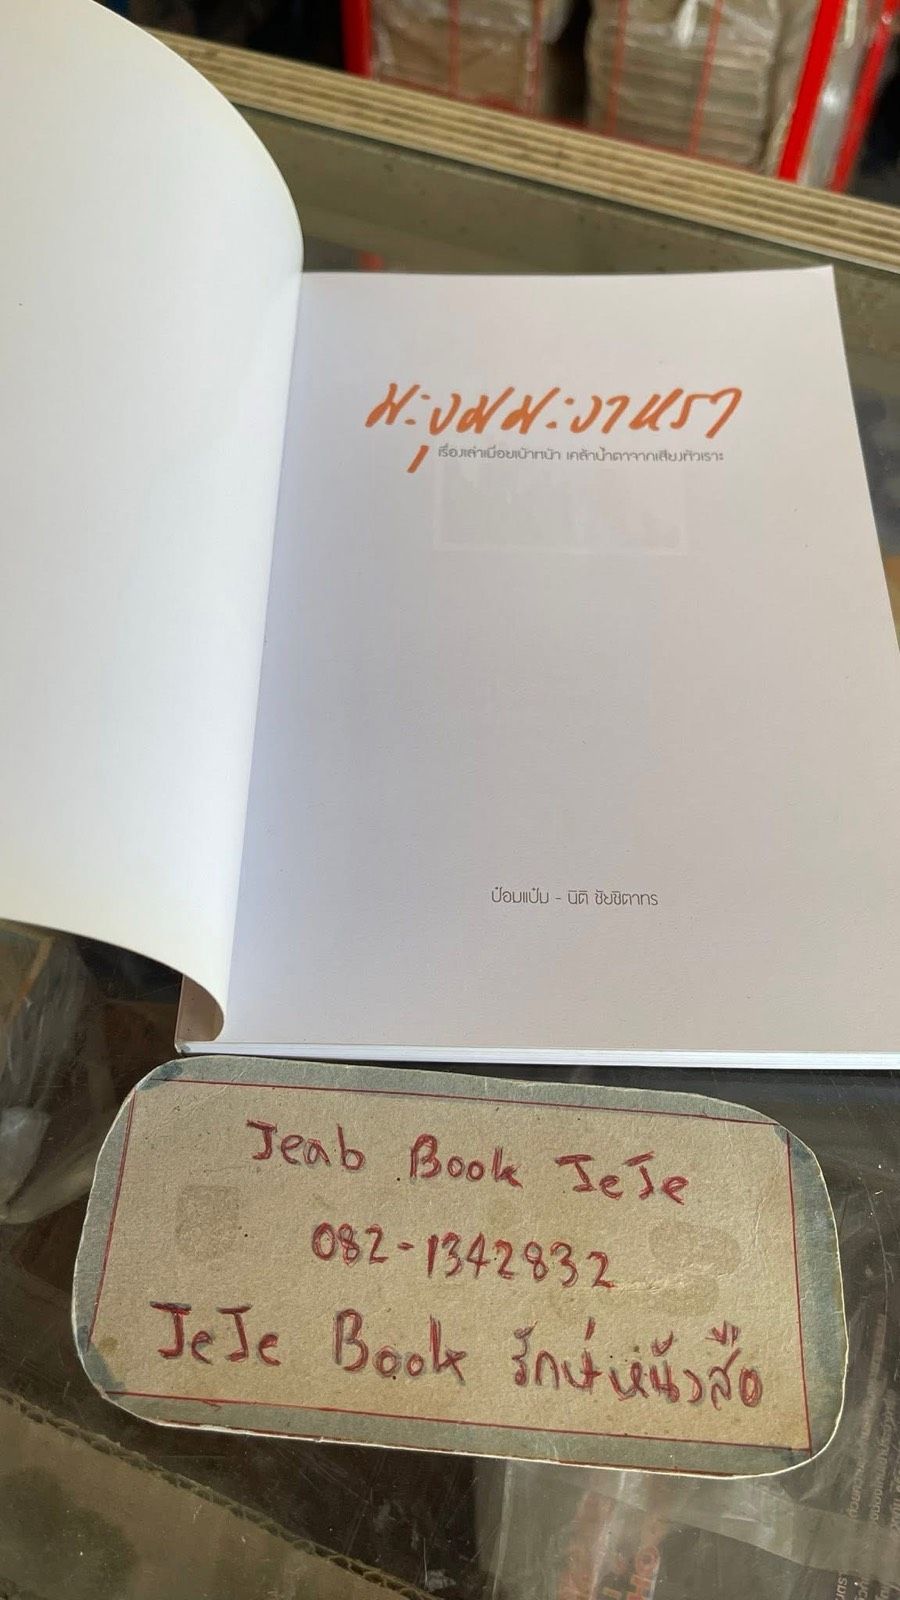 มะงุมมะงาหรา
เรื่องเล่าเมื่อยเบ้าหน้า เคล้าน้ำตาจากเสียงหัวเราะ
ป๋อมแป๋ม - นิติ ชัยชิตาทร
Jeab Book JeJe
082-1342832
JeJe Book รักษ์หนังสือ